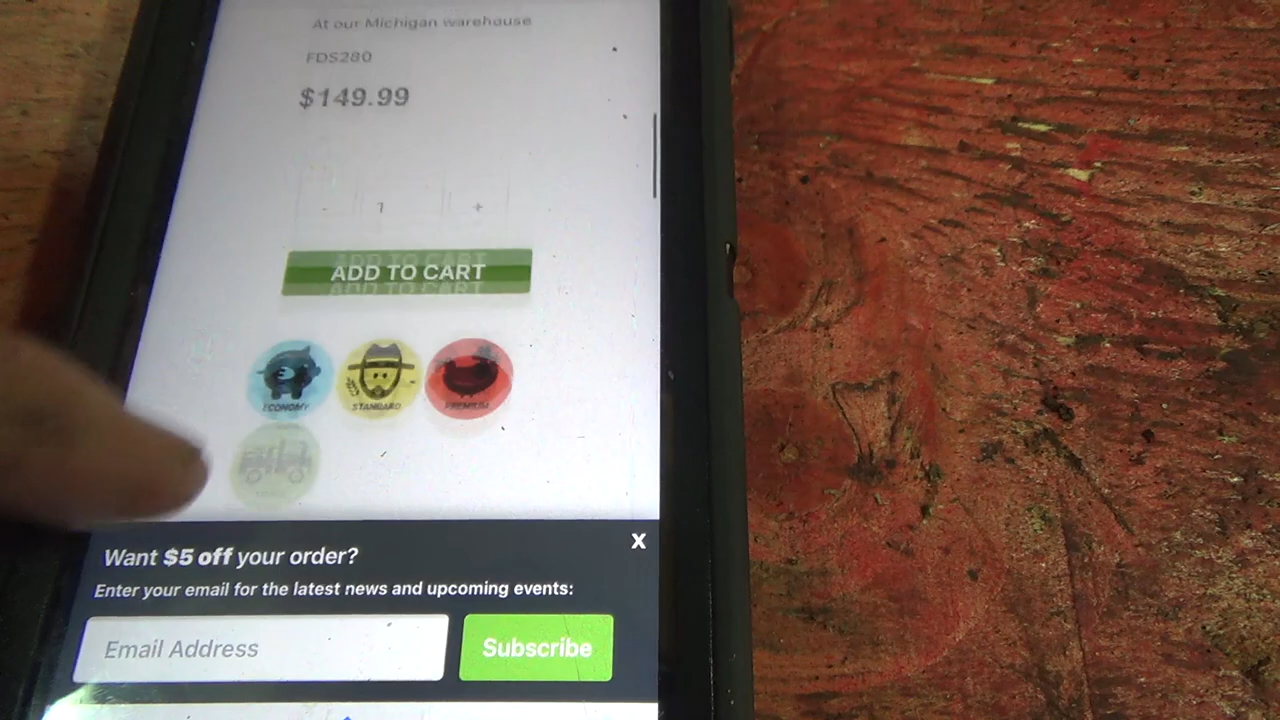 At our Michigan warehouse
FDS280
$149.99
- 1 +
ADD TO CART
ECONOMY STANDARD PREMIUM
Want $5 off your order?
X
Enter your email for the latest news and upcoming events:
Email Address
Subscribe